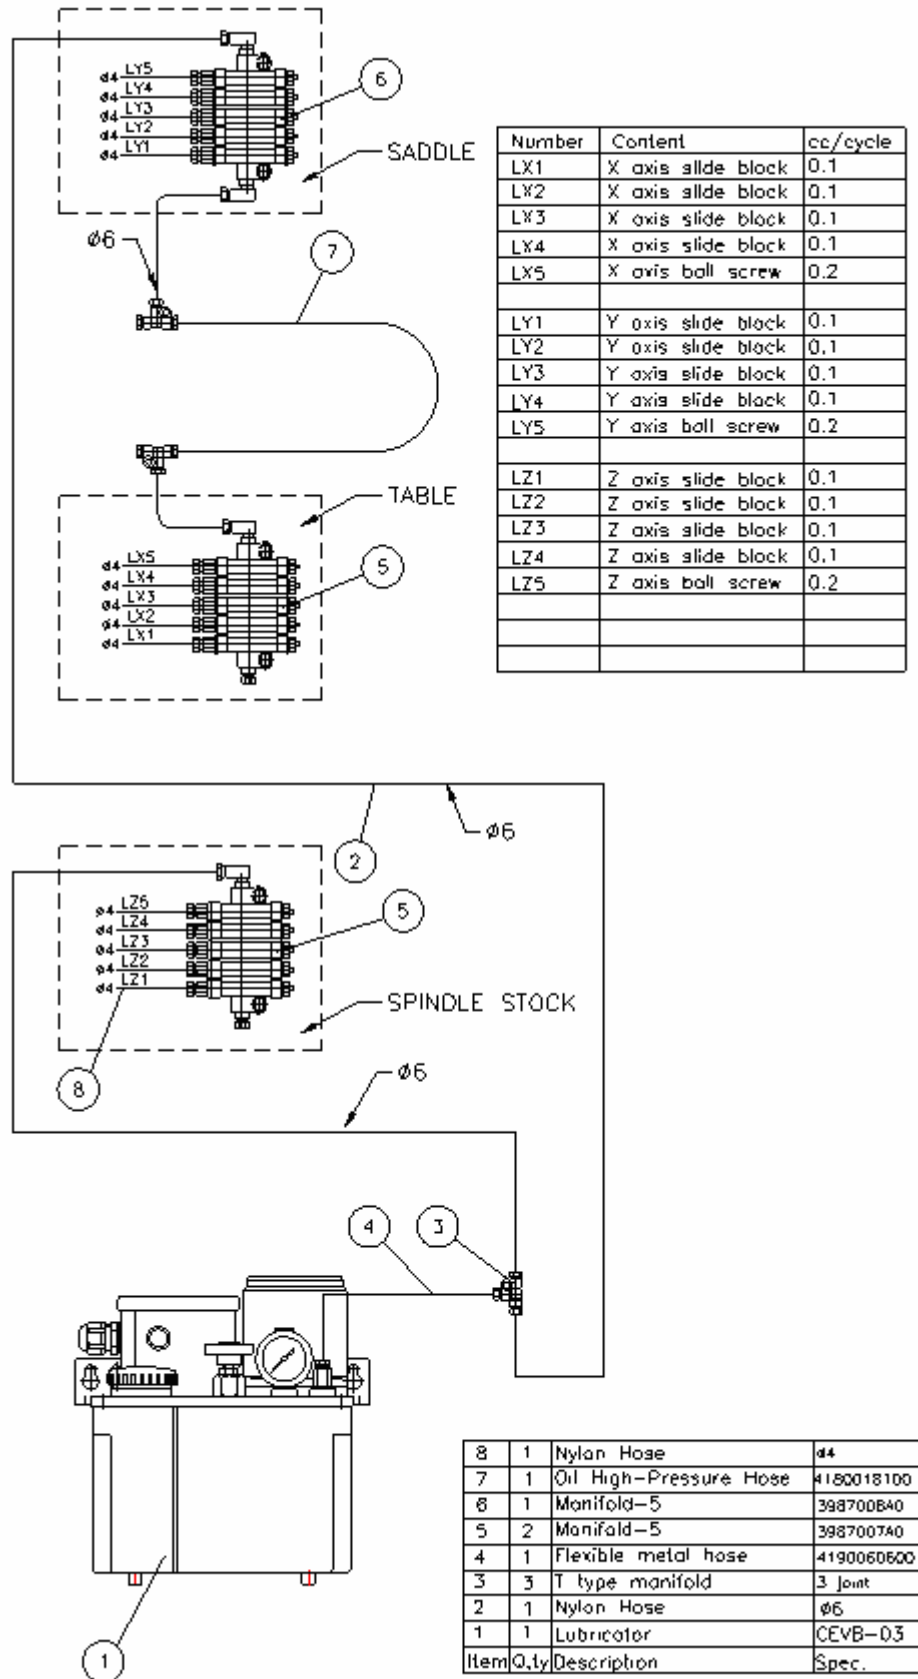 ø4 LY5
ø4 LY4
ø4 LY3
ø4 LY2
ø4 LY1
6
SADDLE
Ø6
7
TABLE
ø4 LX5
ø4 LX4
ø4 LX3
ø4 LX2
ø4 LX1
5
Number Content cc/cycle
LX1 X axis slide block 0.1
LX2 X axis slide block 0.1
LX3 X axis slide block 0.1
LX4 X axis slide block 0.1
LX5 X axis ball screw 0.2
LY1 Y axis slide block 0.1
LY2 Y axis slide block 0.1
LY3 Y axis slide block 0.1
LY4 Y axis slide block 0.1
LY5 Y axis ball screw 0.2
LZ1 Z axis slide block 0.1
LZ2 Z axis slide block 0.1
LZ3 Z axis slide block 0.1
LZ4 Z axis slide block 0.1
LZ5 Z axis ball screw 0.2
Ø6
2
ø4 LZ5
ø4 LZ4
ø4 LZ3
ø4 LZ2
ø4 LZ1
5
SPINDLE STOCK
8
Ø6
4
3
1
8 1 Nylon Hose ø4
7 1 Oil High-Pressure Hose 4180018100
6 1 Manifold-5 398700BA0
5 2 Manifold-5 3987007A0
4 1 Flexible metal hose 4190060600
3 3 T type manifold 3 Joint
2 1 Nylon Hose Ø6
1 1 Lubricator CEVB-03
Item Q,ty Description Spec.